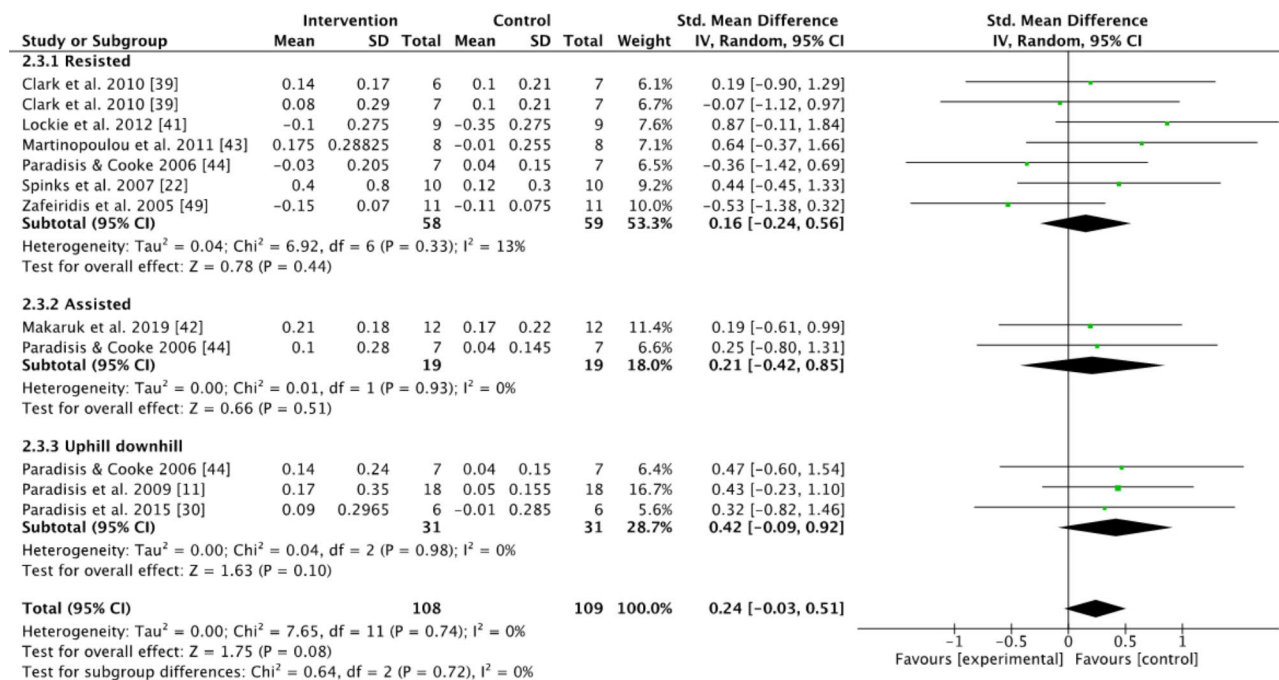 Intervention Control Std. Mean Difference Std. Mean Difference
Study or Subgroup Mean SD Total Mean SD Total Weight IV, Random, 95% CI IV, Random, 95% CI
2.3.1 Resisted
Clark et al. 2010 [39] 0.14 0.17 6 0.1 0.21 7 6.1% 0.19 [−0.90, 1.29]
Clark et al. 2010 [39] 0.08 0.29 7 0.1 0.21 7 6.7% −0.07 [−1.12, 0.97]
Lockie et al. 2012 [41] −0.1 0.275 9 −0.35 0.275 9 7.6% 0.87 [−0.11, 1.84]
Martinopoulou et al. 2011 [43] 0.175 0.28825 8 −0.01 0.255 8 7.1% 0.64 [−0.37, 1.66]
Paradisis & Cooke 2006 [44] −0.03 0.205 7 0.04 0.15 7 6.5% −0.36 [−1.42, 0.69]
Spinks et al. 2007 [22] 0.4 0.8 10 0.12 0.3 10 9.2% 0.44 [−0.45, 1.33]
Zafeiridis et al. 2005 [49] −0.15 0.07 11 −0.11 0.075 11 10.0% −0.53 [−1.38, 0.32]
Subtotal (95% CI) 58 59 53.3% 0.16 [−0.24, 0.56]
Heterogeneity: Tau² = 0.04; Chi² = 6.92, df = 6 (P = 0.33); I² = 13%
Test for overall effect: Z = 0.78 (P = 0.44)
2.3.2 Assisted
Makaruk et al. 2019 [42] 0.21 0.18 12 0.17 0.22 12 11.4% 0.19 [−0.61, 0.99]
Paradisis & Cooke 2006 [44] 0.1 0.28 7 0.04 0.145 7 6.6% 0.25 [−0.80, 1.31]
Subtotal (95% CI) 19 19 18.0% 0.21 [−0.42, 0.85]
Heterogeneity: Tau² = 0.00; Chi² = 0.01, df = 1 (P = 0.93); I² = 0%
Test for overall effect: Z = 0.66 (P = 0.51)
2.3.3 Uphill downhill
Paradisis & Cooke 2006 [44] 0.14 0.24 7 0.04 0.15 7 6.4% 0.47 [−0.60, 1.54]
Paradisis et al. 2009 [11] 0.17 0.35 18 0.05 0.155 18 16.7% 0.43 [−0.23, 1.10]
Paradisis et al. 2015 [30] 0.09 0.2965 6 −0.01 0.285 6 5.6% 0.32 [−0.82, 1.46]
Subtotal (95% CI) 31 31 28.7% 0.42 [−0.09, 0.92]
Heterogeneity: Tau² = 0.00; Chi² = 0.04, df = 2 (P = 0.98); I² = 0%
Test for overall effect: Z = 1.63 (P = 0.10)
Total (95% CI) 108 109 100.0% 0.24 [−0.03, 0.51]
Heterogeneity: Tau² = 0.00; Chi² = 7.65, df = 11 (P = 0.74); I² = 0%
Test for overall effect: Z = 1.75 (P = 0.08)
Test for subgroup differences: Chi² = 0.64, df = 2 (P = 0.72), I² = 0%
−1 −0.5 0 0.5 1
Favours [experimental] Favours [control]